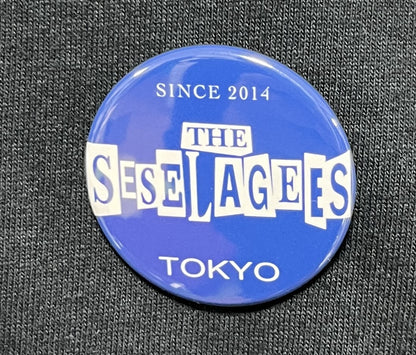 SINCE 2014
THE
SESELAGEES
TOKYO